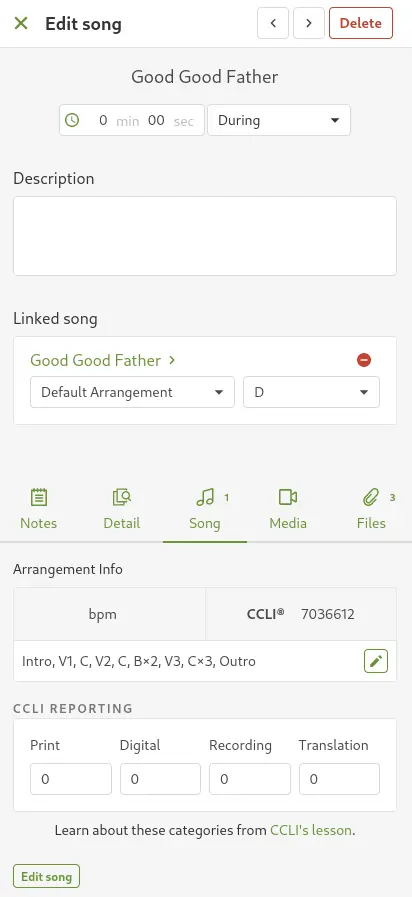 Edit song
Delete
Good Good Father
0 min 00 sec During
Description
Linked song
Good Good Father
Default Arrangement D
1 3
Notes Detail Song Media Files
Arrangement Info
bpm CCLI® 7036612
Intro, V1, C, V2, C, B×2, V3, C×3, Outro
CCLI REPORTING
Print Digital Recording Translation
0 0 0 0
Learn about these categories from CCLI's lesson.
Edit song